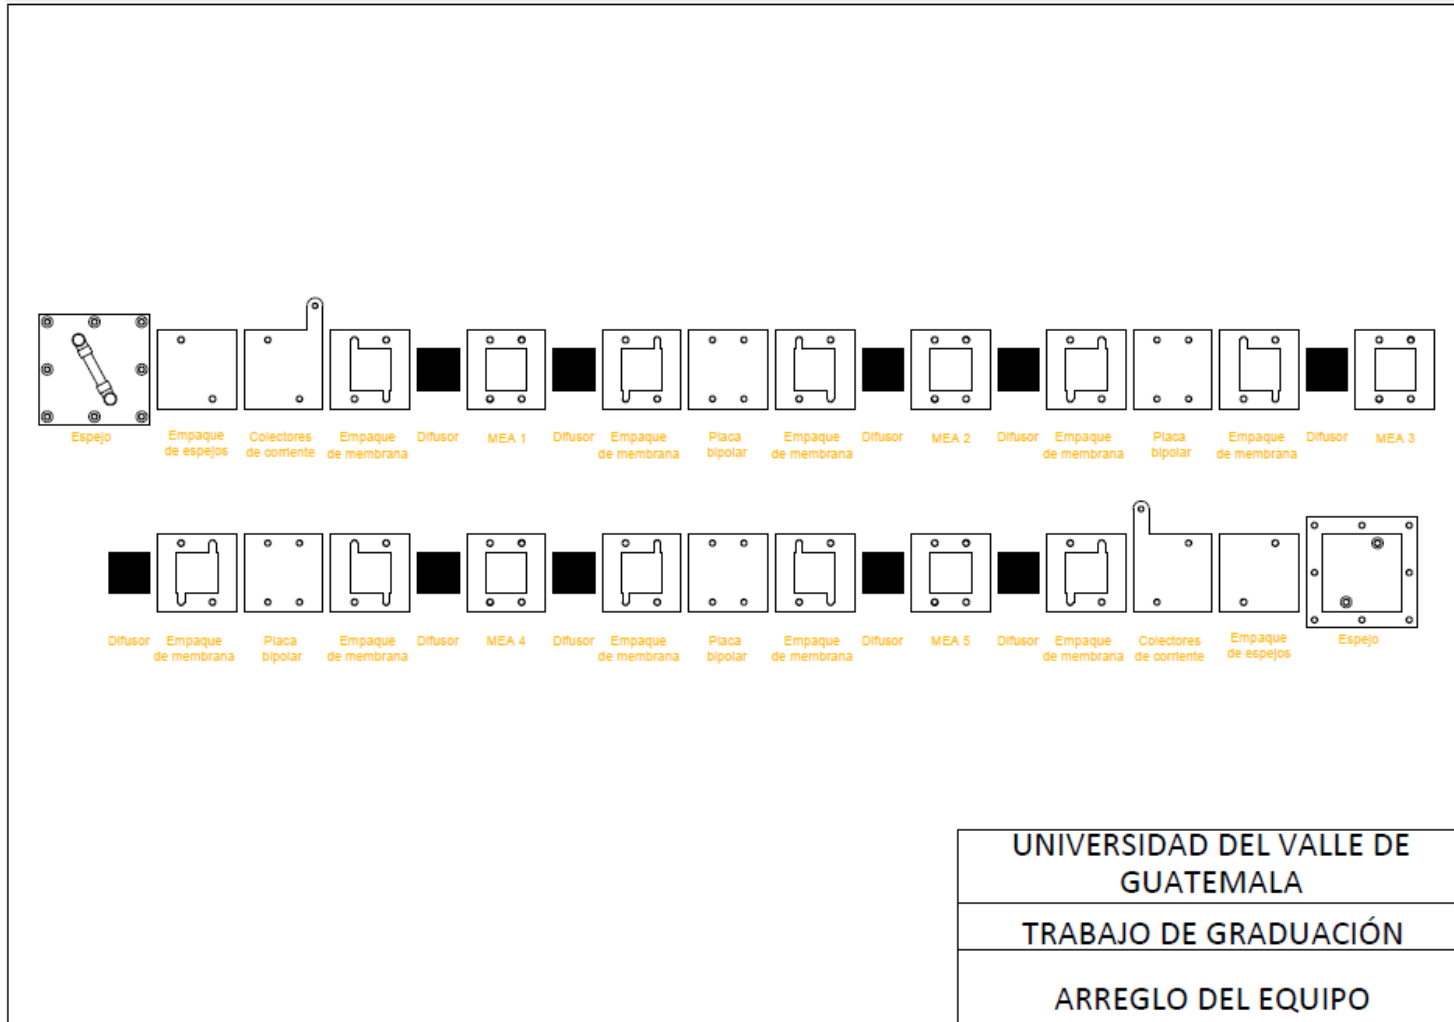 Espejo
Empaque
de espejos
Colectores
de corriente
Empaque
de membrana
Difusor
MEA 1
Difusor
Empaque
de membrana
Placa
bipolar
Empaque
de membrana
Difusor
MEA 2
Difusor
Empaque
de membrana
Placa
bipolar
Empaque
de membrana
Difusor
MEA 3
Difusor
Empaque
de membrana
Placa
bipolar
Empaque
de membrana
Difusor
MEA 4
Difusor
Empaque
de membrana
Placa
bipolar
Empaque
de membrana
Difusor
MEA 5
Difusor
Empaque
de membrana
Colectores
de corriente
Empaque
de espejos
Espejo
UNIVERSIDAD DEL VALLE DE
GUATEMALA
TRABAJO DE GRADUACIÓN
ARREGLO DEL EQUIPO